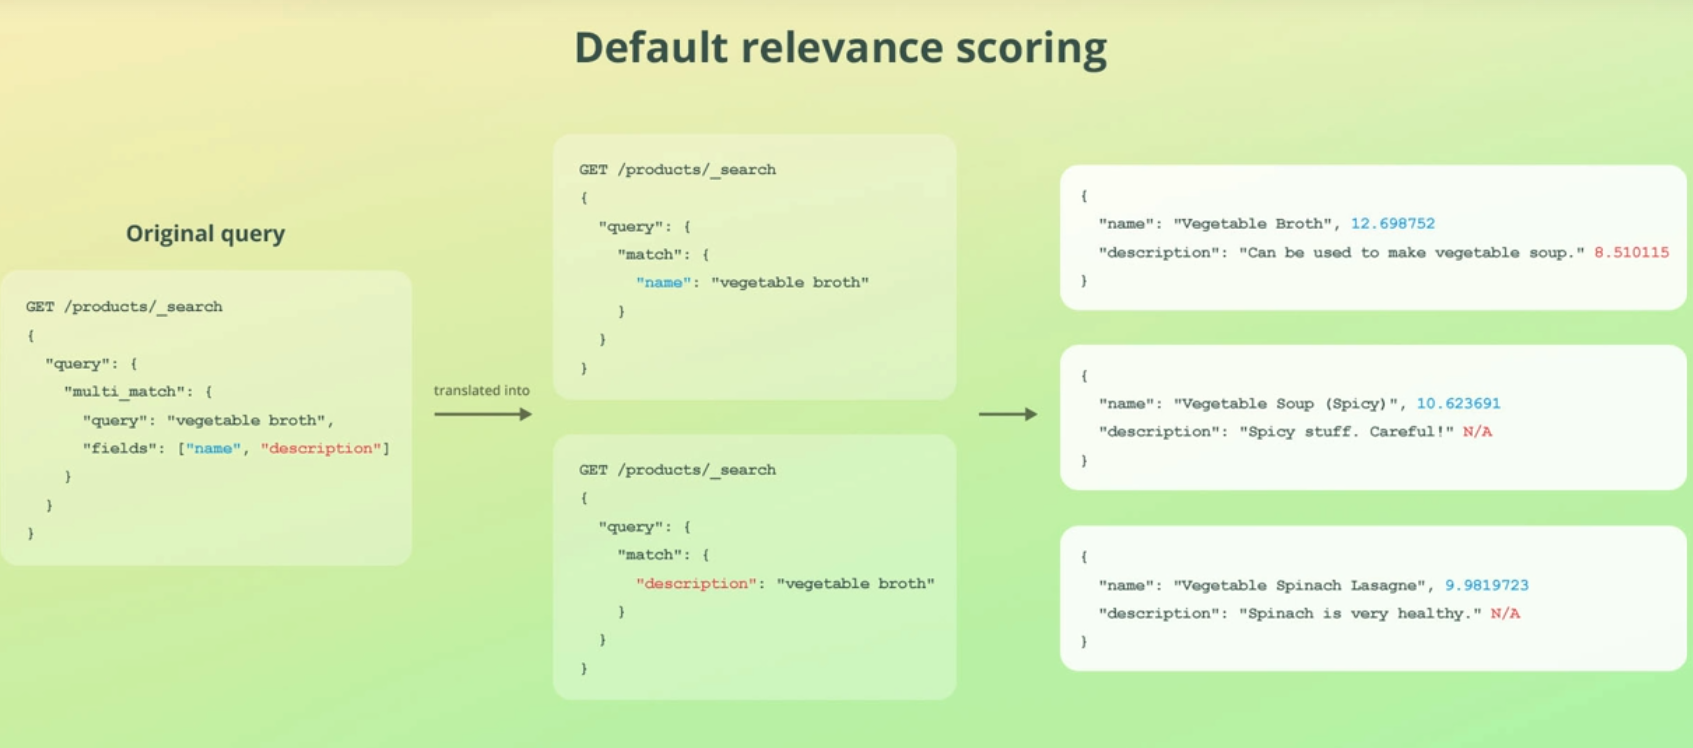 Default relevance scoring
Original query
GET /products/_search
{
  "query": {
    "multi_match": {
      "query": "vegetable broth",
      "fields": ["name", "description"]
    }
  }
}
translated into
GET /products/_search
{
  "query": {
    "match": {
      "name": "vegetable broth"
    }
  }
}
GET /products/_search
{
  "query": {
    "match": {
      "description": "vegetable broth"
    }
  }
}
{
  "name": "Vegetable Broth", 12.698752
  "description": "Can be used to make vegetable soup." 8.510115
}
{
  "name": "Vegetable Soup (Spicy)", 10.623691
  "description": "Spicy stuff. Careful!" N/A
}
{
  "name": "Vegetable Spinach Lasagne", 9.9819723
  "description": "Spinach is very healthy." N/A
}